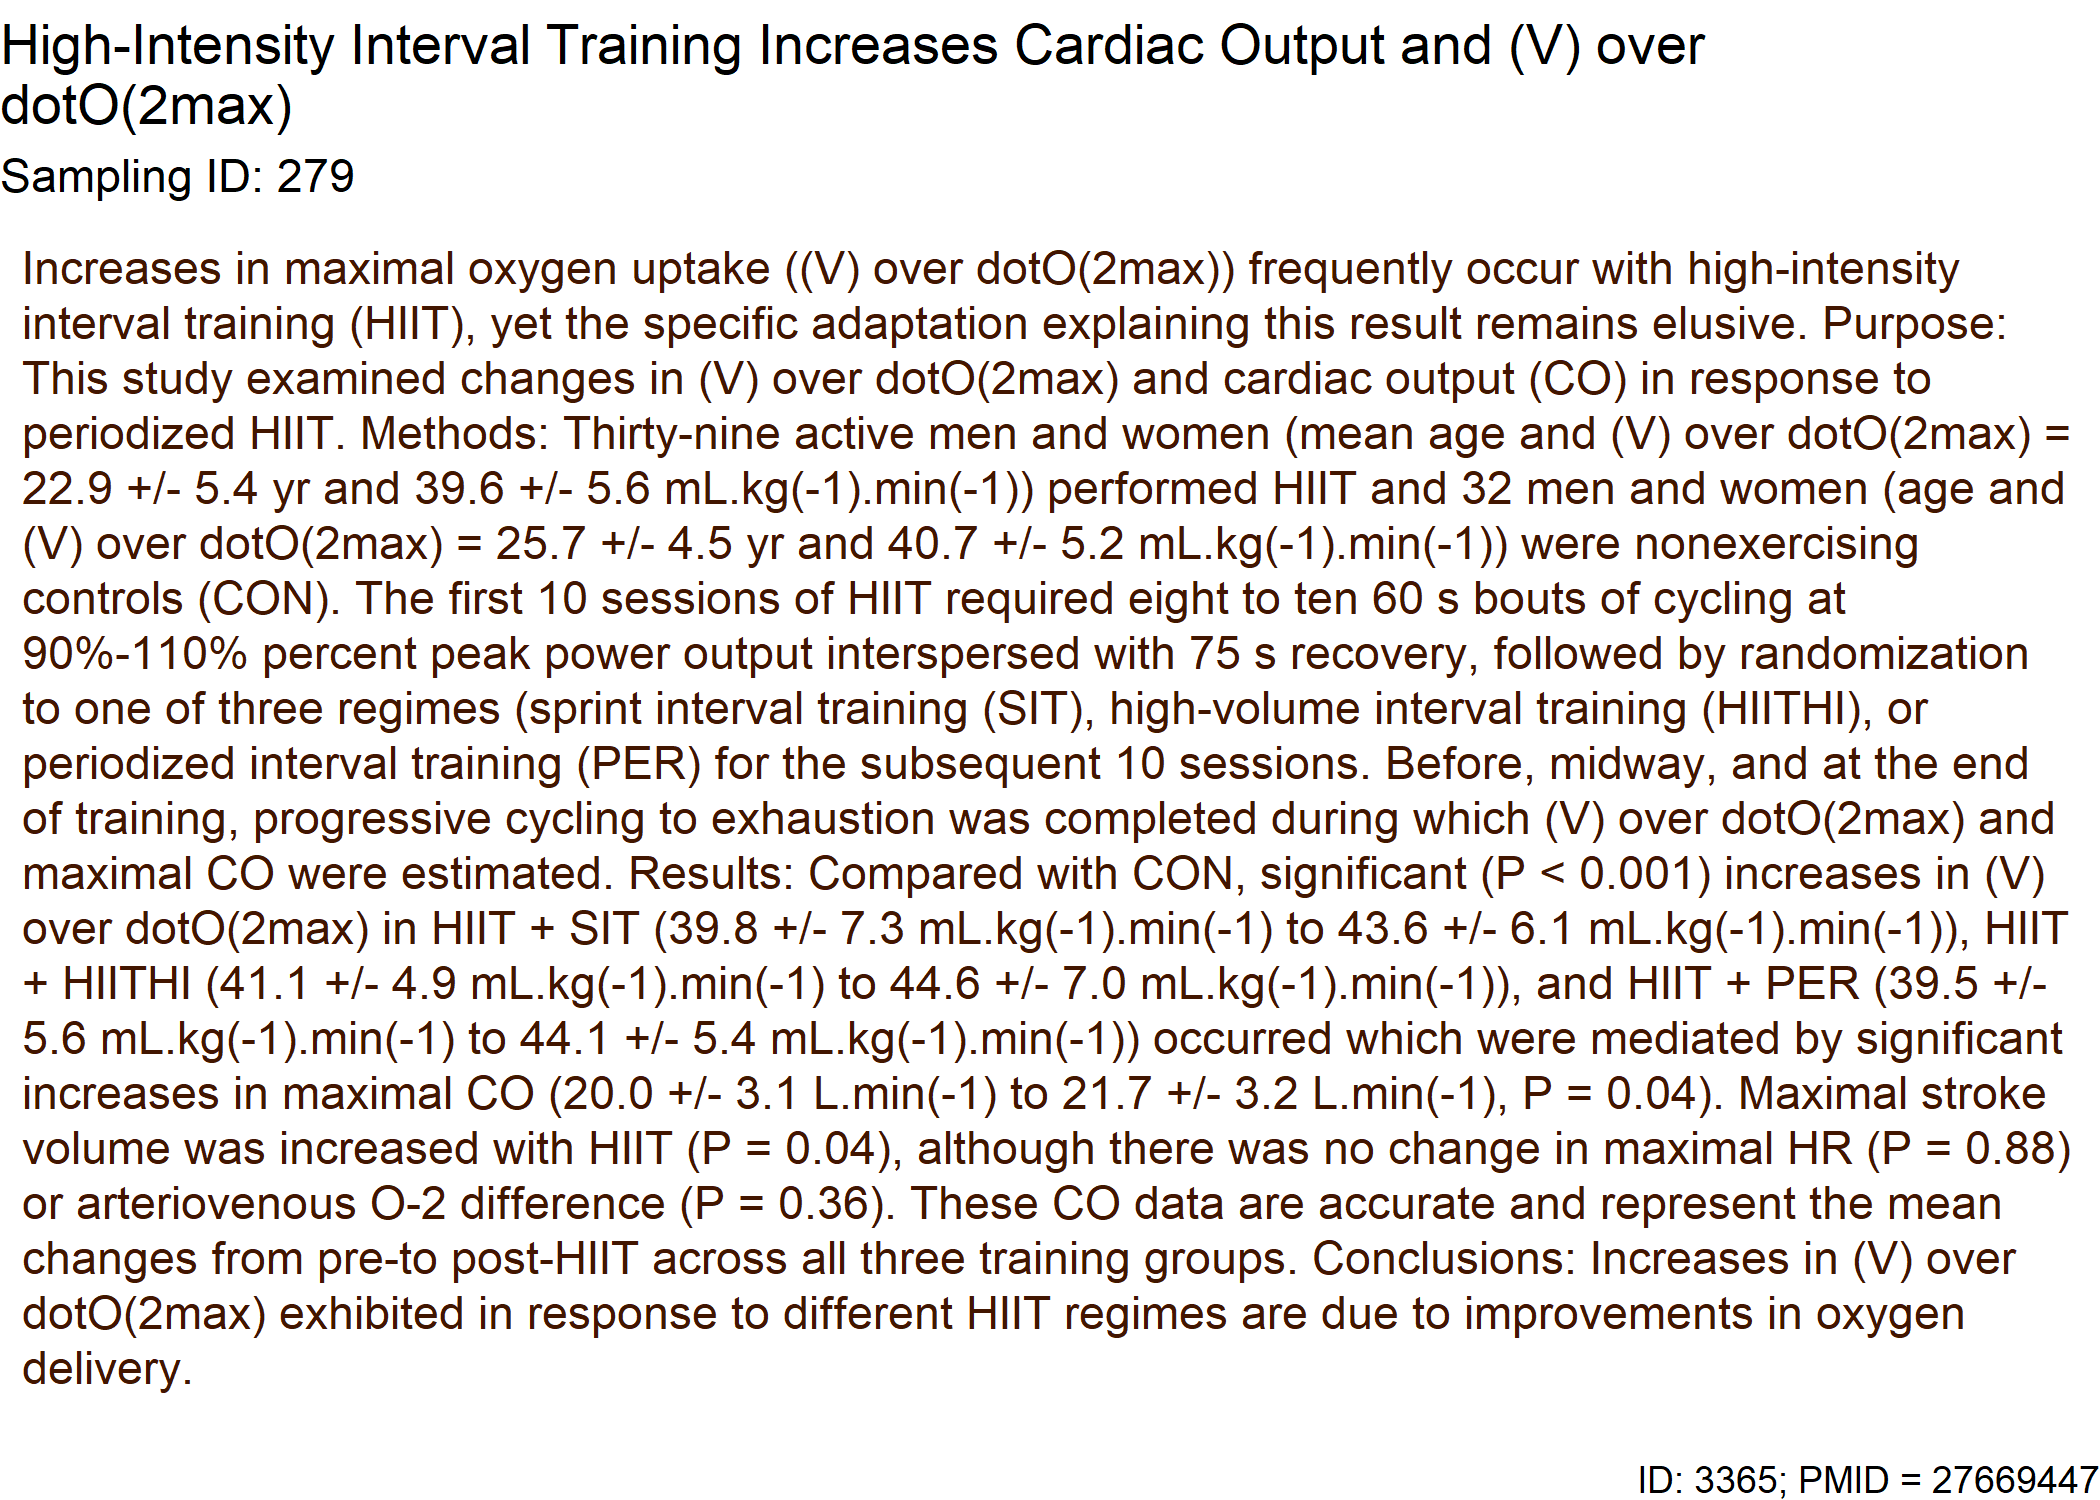 High-Intensity Interval Training Increases Cardiac Output and (V) over
dotO(2max)
Sampling ID: 279
Increases in maximal oxygen uptake ((V) over dotO(2max)) frequently occur with high-intensity
interval training (HIIT), yet the specific adaptation explaining this result remains elusive. Purpose:
This study examined changes in (V) over dotO(2max) and cardiac output (CO) in response to
periodized HIIT. Methods: Thirty-nine active men and women (mean age and (V) over dotO(2max) =
22.9 +/- 5.4 yr and 39.6 +/- 5.6 mL.kg(-1).min(-1)) performed HIIT and 32 men and women (age and
(V) over dotO(2max) = 25.7 +/- 4.5 yr and 40.7 +/- 5.2 mL.kg(-1).min(-1)) were nonexercising
controls (CON). The first 10 sessions of HIIT required eight to ten 60 s bouts of cycling at
90%-110% percent peak power output interspersed with 75 s recovery, followed by randomization
to one of three regimes (sprint interval training (SIT), high-volume interval training (HIITHI), or
periodized interval training (PER) for the subsequent 10 sessions. Before, midway, and at the end
of training, progressive cycling to exhaustion was completed during which (V) over dotO(2max) and
maximal CO were estimated. Results: Compared with CON, significant (P < 0.001) increases in (V)
over dotO(2max) in HIIT + SIT (39.8 +/- 7.3 mL.kg(-1).min(-1) to 43.6 +/- 6.1 mL.kg(-1).min(-1)), HIIT
+ HIITHI (41.1 +/- 4.9 mL.kg(-1).min(-1) to 44.6 +/- 7.0 mL.kg(-1).min(-1)), and HIIT + PER (39.5 +/-
5.6 mL.kg(-1).min(-1) to 44.1 +/- 5.4 mL.kg(-1).min(-1)) occurred which were mediated by significant
increases in maximal CO (20.0 +/- 3.1 L.min(-1) to 21.7 +/- 3.2 L.min(-1), P = 0.04). Maximal stroke
volume was increased with HIIT (P = 0.04), although there was no change in maximal HR (P = 0.88)
or arteriovenous O-2 difference (P = 0.36). These CO data are accurate and represent the mean
changes from pre-to post-HIIT across all three training groups. Conclusions: Increases in (V) over
dotO(2max) exhibited in response to different HIIT regimes are due to improvements in oxygen
delivery.
ID: 3365; PMID = 27669447